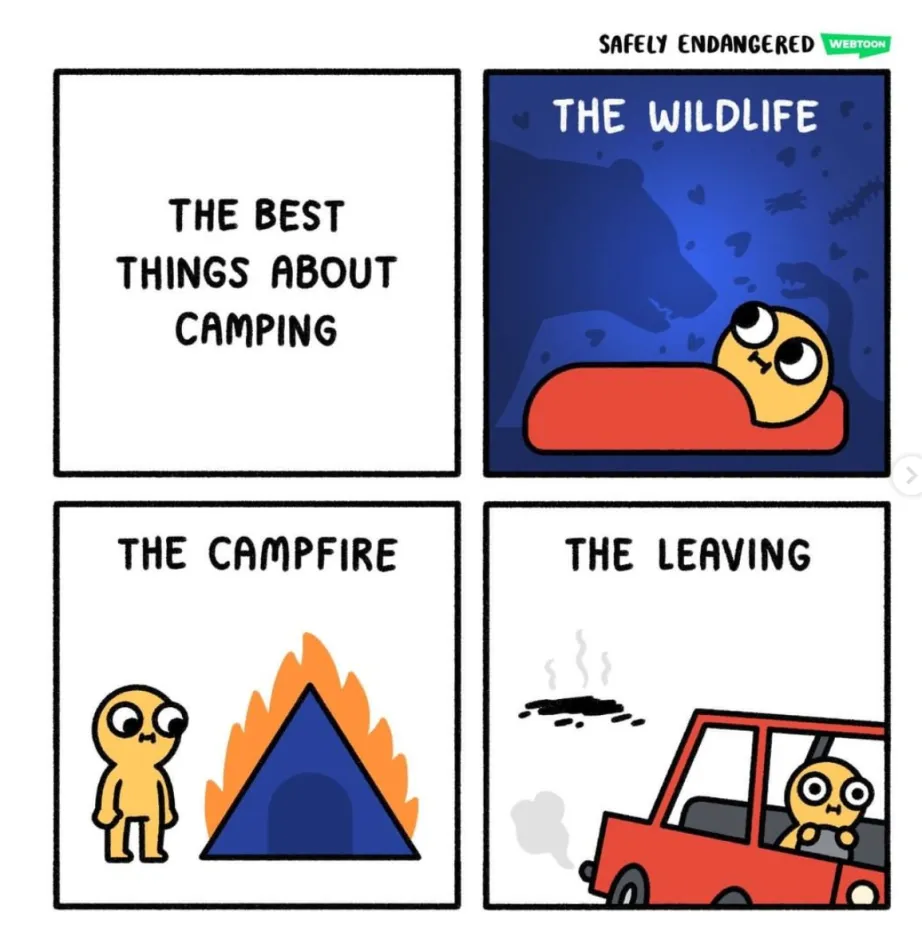 SAFELY ENDANGERED WEBTOON
THE BEST
THINGS ABOUT
CAMPING
THE WILDLIFE
THE CAMPFIRE
THE LEAVING